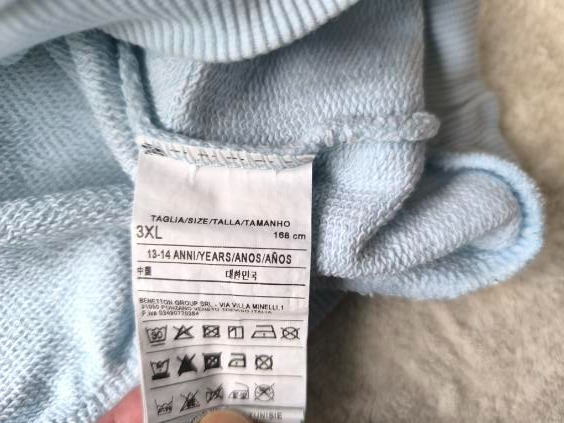 TAGLIA/SIZE/TALLA/TAMANHO
3XL 168 cm
13-14 ANNI/YEARS/ANOS/AÑOS
中國 대한민국
BENETTON GROUP SRL - VIA VILLA MINELLI,1
31050 PONZANO VENETO TREVISO ITALIA
TUNISIE